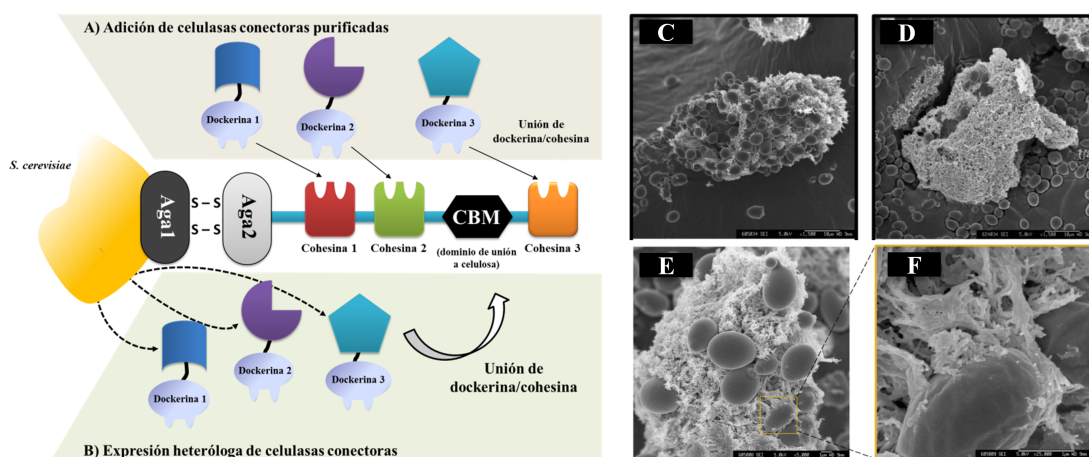 A) Adición de celulasas conectoras purificadas
Dockerina 1
Dockerina 2
Dockerina 3
Unión de
dockerina/cohesina
S. cerevisiae
Aga1
S – S
S – S
Aga2
CBM
Cohesina 1
Cohesina 2
(dominio de unión
a celulosa)
Cohesina 3
Dockerina 1
Dockerina 2
Dockerina 3
Unión de
dockerina/cohesina
B) Expresión heteróloga de celulasas conectoras
C
D
E
F